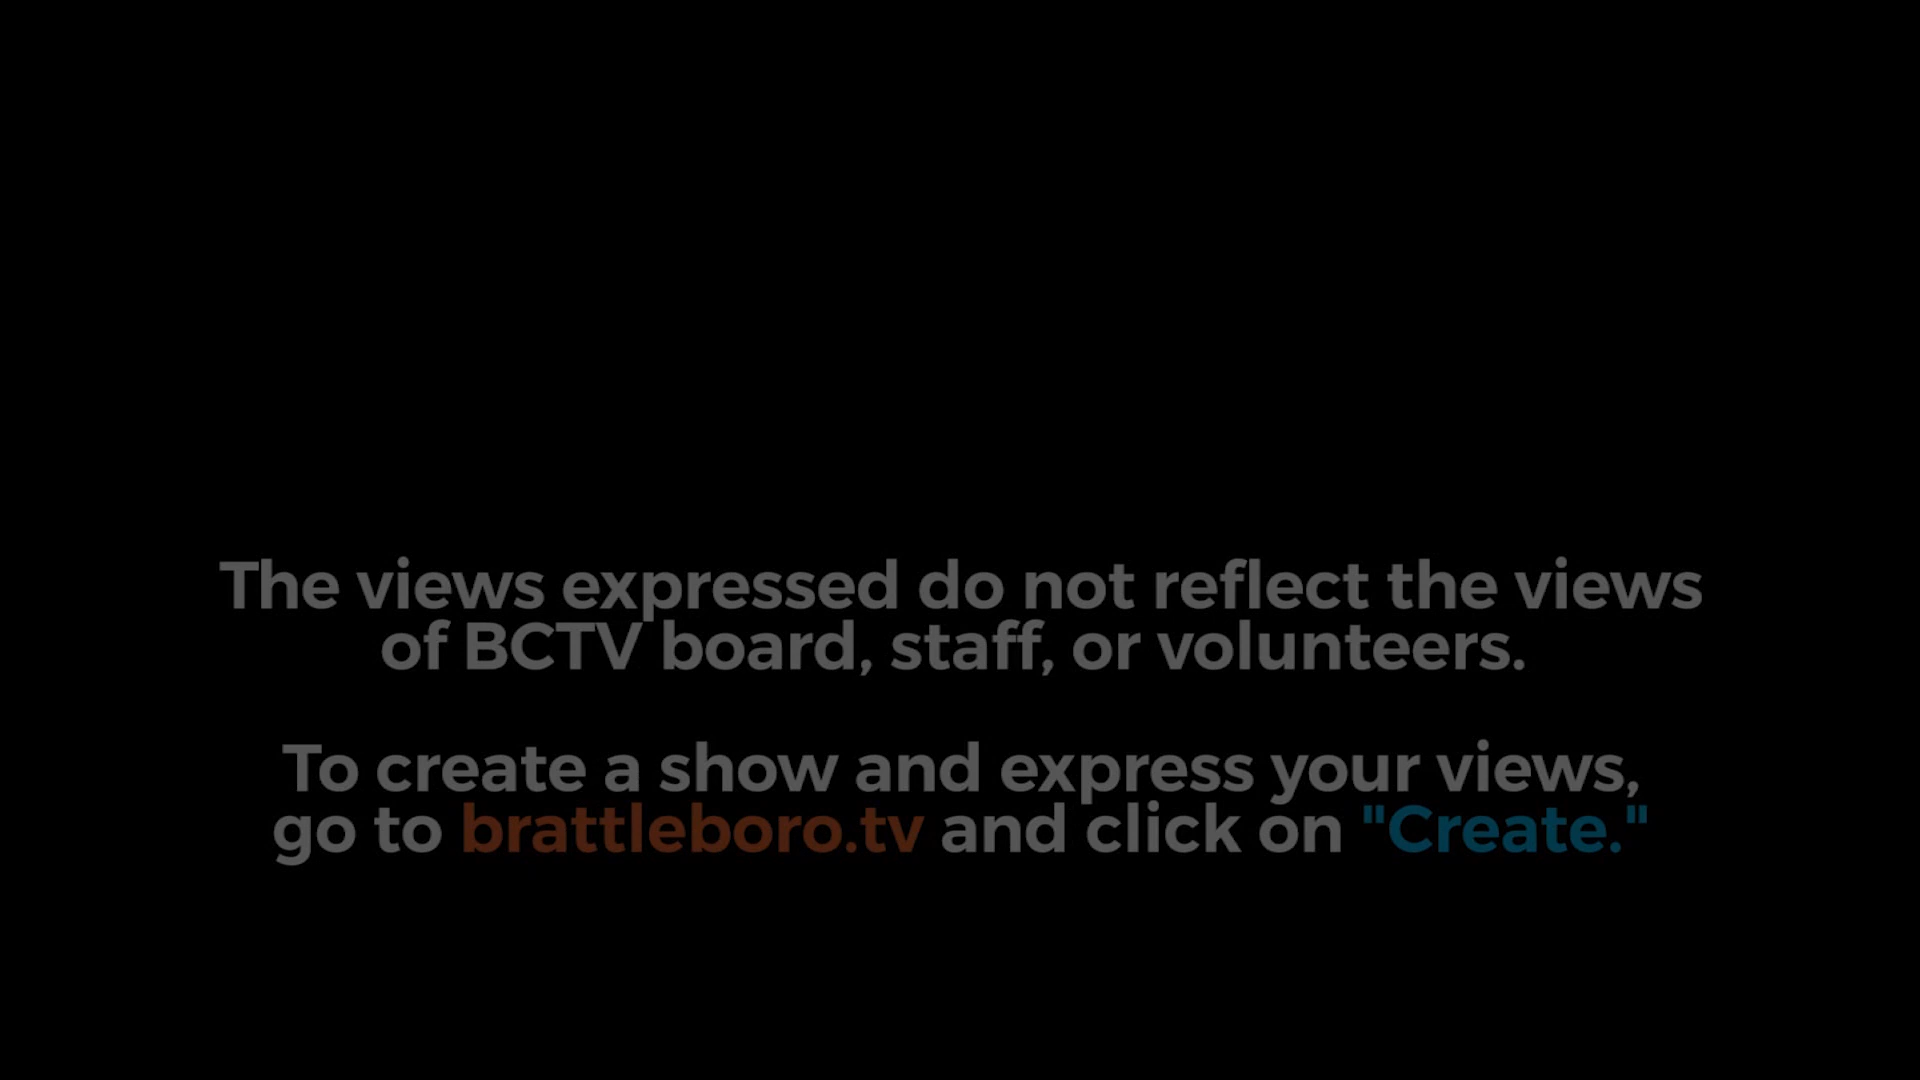 The views expressed do not reflect the views
of BCTV board, staff, or volunteers.
To create a show and express your views,
go to brattleboro.tv and click on "Create."